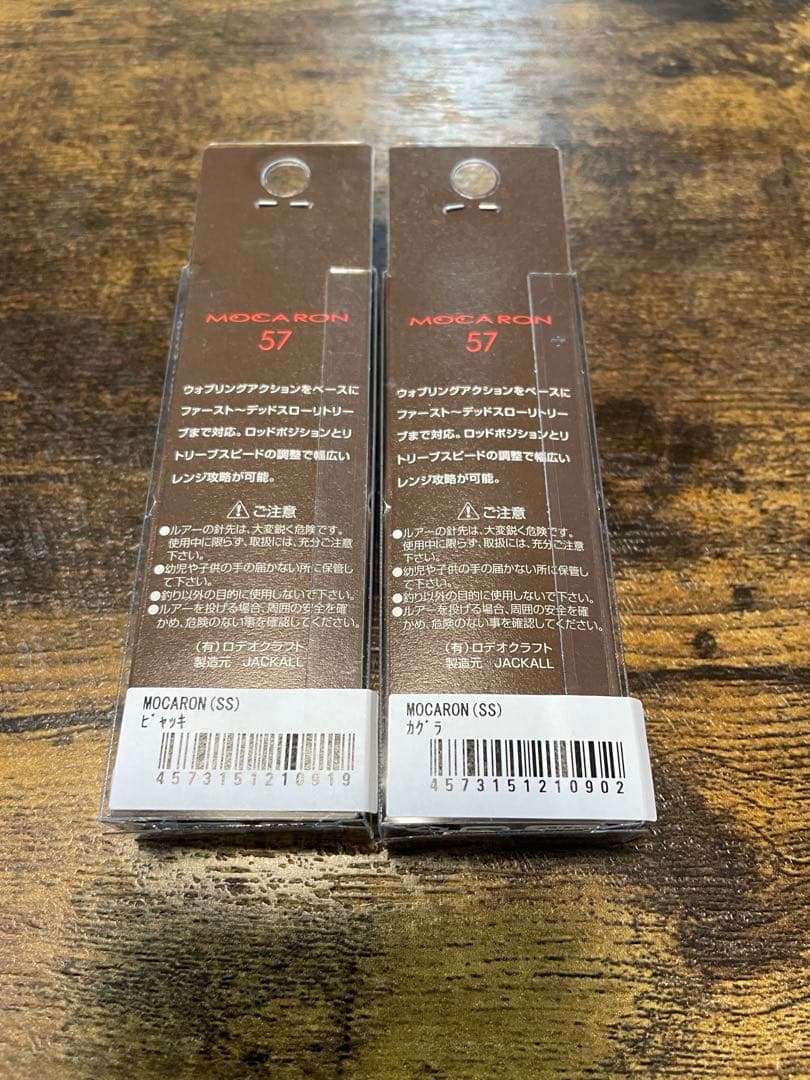 MOCARON
57
ウォブリングアクションをベースに
ファースト〜デッドスローリトリー
ブまで対応。ロッドポジションとリ
トリーブスピードの調整で幅広い
レンジ攻略が可能。
⚠ご注意
●ルアーの針先は、大変鋭く危険です。
使用中に限らず、取扱には、充分ご注意
下さい。
●幼児や子供の手の届かない所に保管し
て下さい。
●釣り以外の目的に使用しないで下さい。
●ルアーを投げる場合、周囲の安全を確
かめ、危険のない事を確認してください。
(有)ロデオクラフト
製造元 JACKALL
MOCARON(SS)
ビャッキ
4573151210919
MOCARON
57
ウォブリングアクションをベースに
ファースト〜デッドスローリトリー
ブまで対応。ロッドポジションとリ
トリーブスピードの調整で幅広い
レンジ攻略が可能。
⚠ご注意
●ルアーの針先は、大変鋭く危険です。
使用中に限らず、取扱には、充分ご注意
下さい。
●幼児や子供の手の届かない所に保管し
て下さい。
●釣り以外の目的に使用しないで下さい。
●ルアーを投げる場合、周囲の安全を確
かめ、危険のない事を確認してください。
(有)ロデオクラフト
製造元 JACKALL
MOCARON(SS)
カグラ
4573151210902